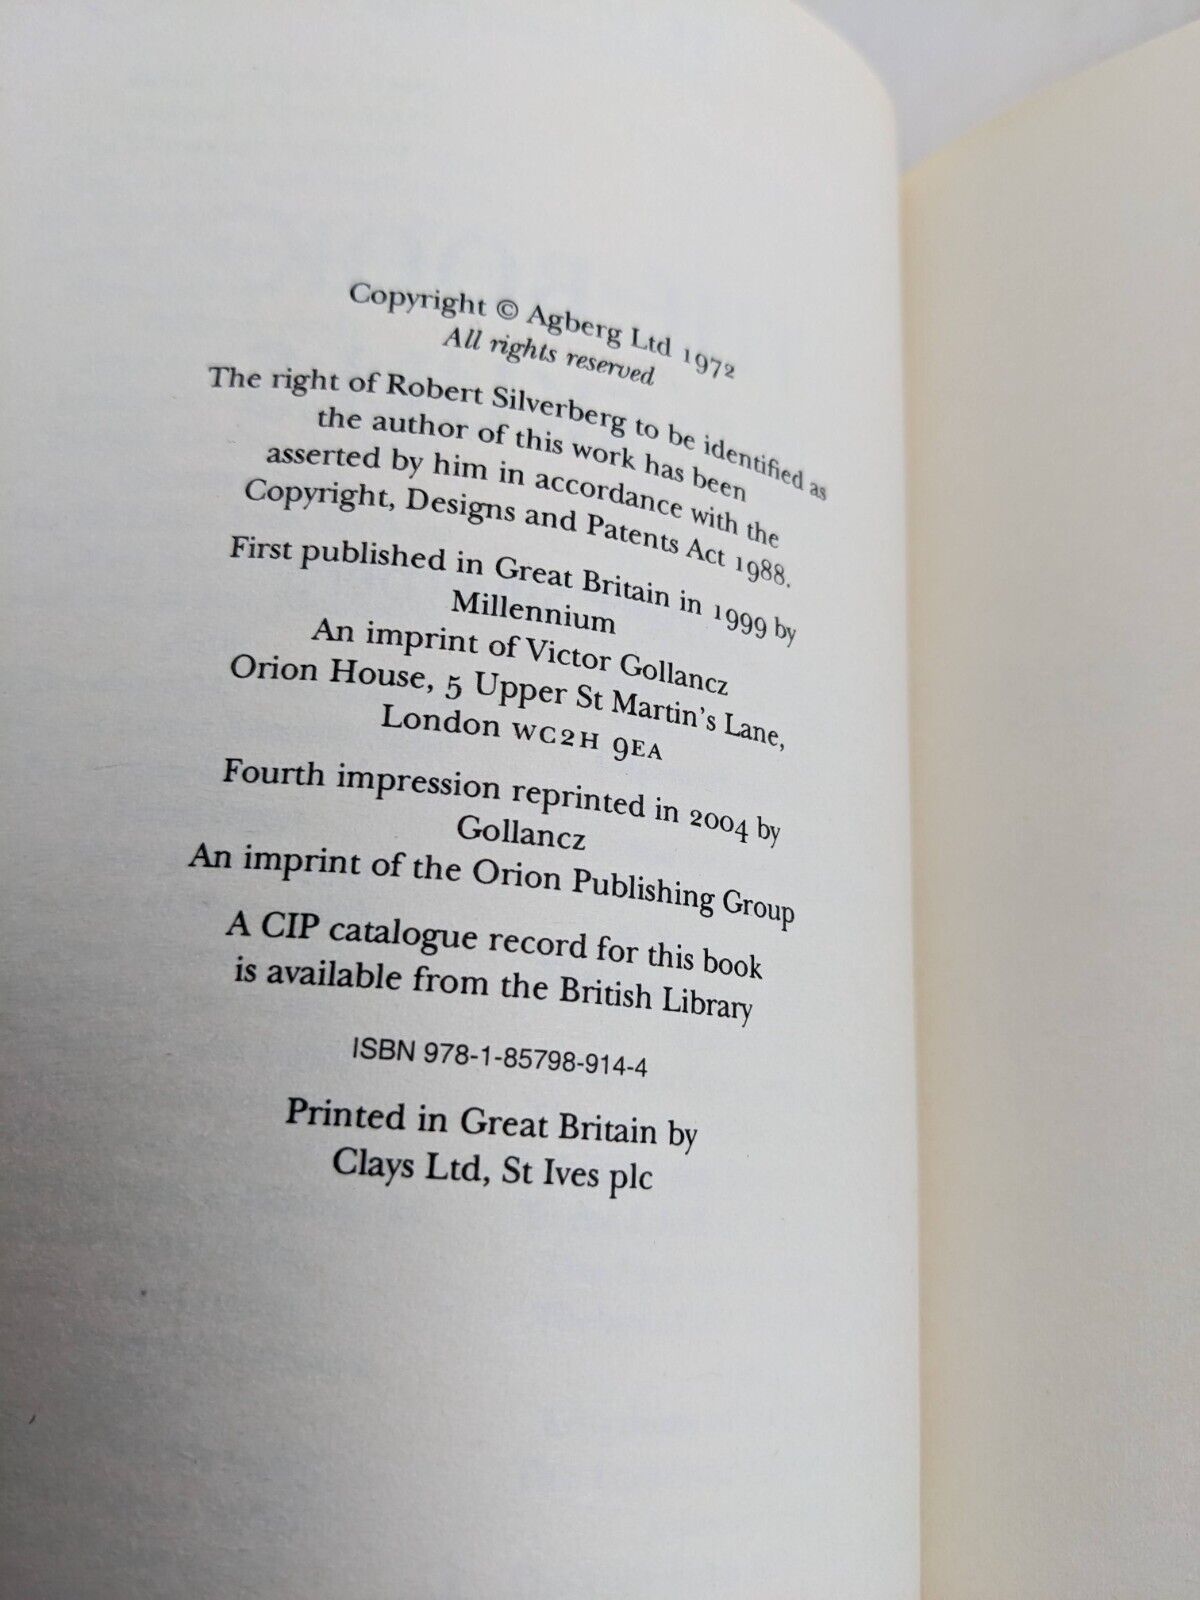 Copyright © Agberg Ltd 1972
All rights reserved
The right of Robert Silverberg to be identified as
the author of this work has been
asserted by him in accordance with the
Copyright, Designs and Patents Act 1988.
First published in Great Britain in 1999 by
Millennium
An imprint of Victor Gollancz
Orion House, 5 Upper St Martin's Lane,
London WC2H 9EA
Fourth impression reprinted in 2004 by
Gollancz
An imprint of the Orion Publishing Group
A CIP catalogue record for this book
is available from the British Library
ISBN 978-1-85798-914-4
Printed in Great Britain by
Clays Ltd, St Ives plc